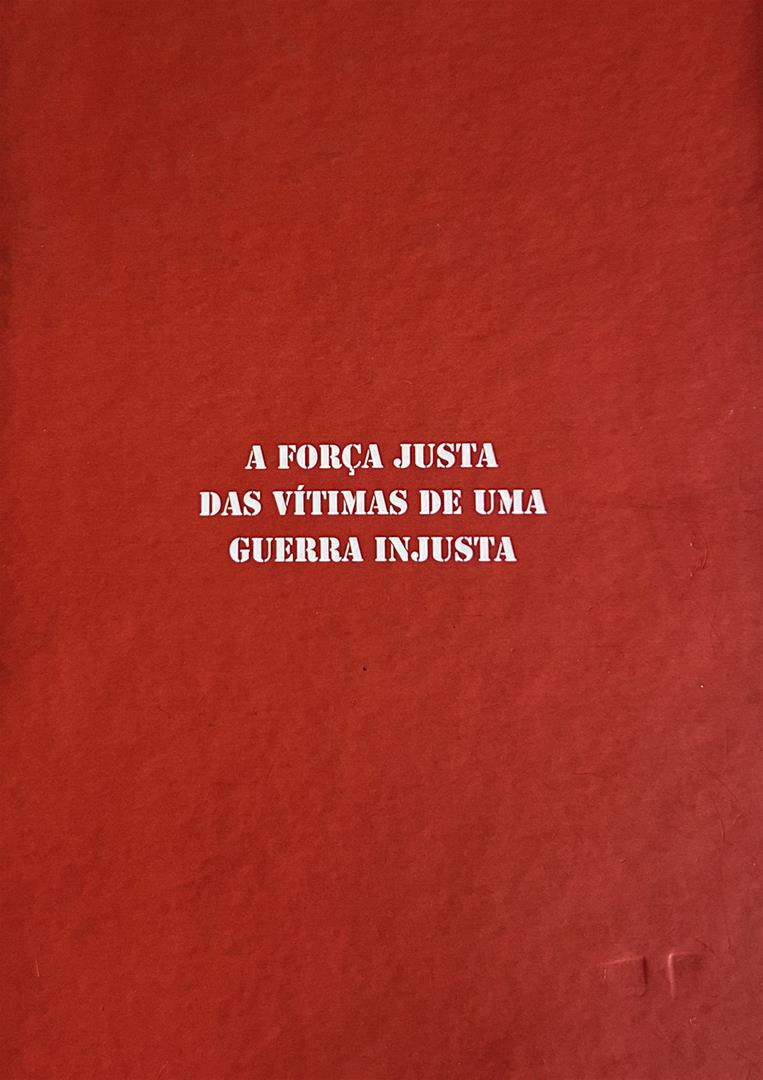 A FORÇA JUSTA
DAS VÍTIMAS DE UMA
GUERRA INJUSTA